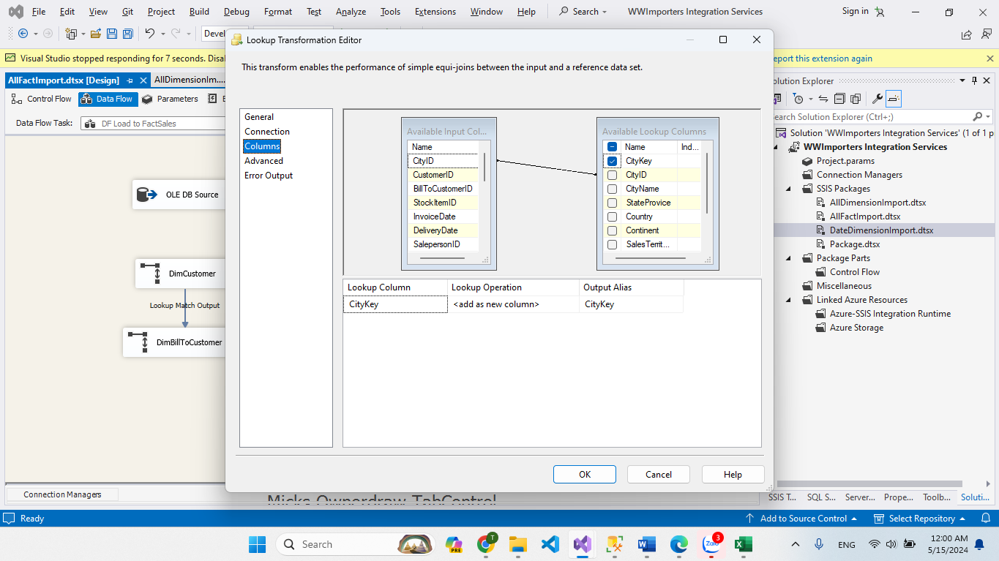 File Edit View Git Project Build Debug Format Test Analyze Tools Extensions Window Help Search WWImporters Integration Services Sign in
Devel
Lookup Transformation Editor
Visual Studio stopped responding for 7 seconds. Disa
eport this extension again
This transform enables the performance of simple equi-joins between the input and a reference data set.
AllFactImport.dtsx [Design]
AllDimensionIm....
olution Explorer
Control Flow Data Flow Parameters E
Data Flow Task: DF Load to FactSales
earch Solution Explorer (Ctrl+;)
General
Connection
Columns
Advanced
Error Output
Available Input Col...
Name
CityID
CustomerID
BillToCustomerID
StockItemID
InvoiceDate
DeliveryDate
SalepersonID
Available Lookup Columns
Name Ind...
CityKey
CityID
CityName
StateProvice
Country
Continent
SalesTerrit...
Lookup Column Lookup Operation Output Alias
CityKey <add as new column> CityKey
OLE DB Source
DimCustomer
Lookup Match Output
DimBillToCustomer
Solution 'WWImporters Integration Services' (1 of 1 p
WWImporters Integration Services
Project.params
Connection Managers
SSIS Packages
AllDimensionImport.dtsx
AllFactImport.dtsx
DateDimensionImport.dtsx
Package.dtsx
Package Parts
Control Flow
Miscellaneous
Linked Azure Resources
Azure-SSIS Integration Runtime
Azure Storage
OK Cancel Help
Connection Managers
Micks Ownerdraw TabControl
SSIS T... SQL S... Server... Prope... Toolb... Soluti...
Ready
Add to Source Control Select Repository
Search
PRE
T
Zalo
3
ENG
12:00 AM
5/15/2024